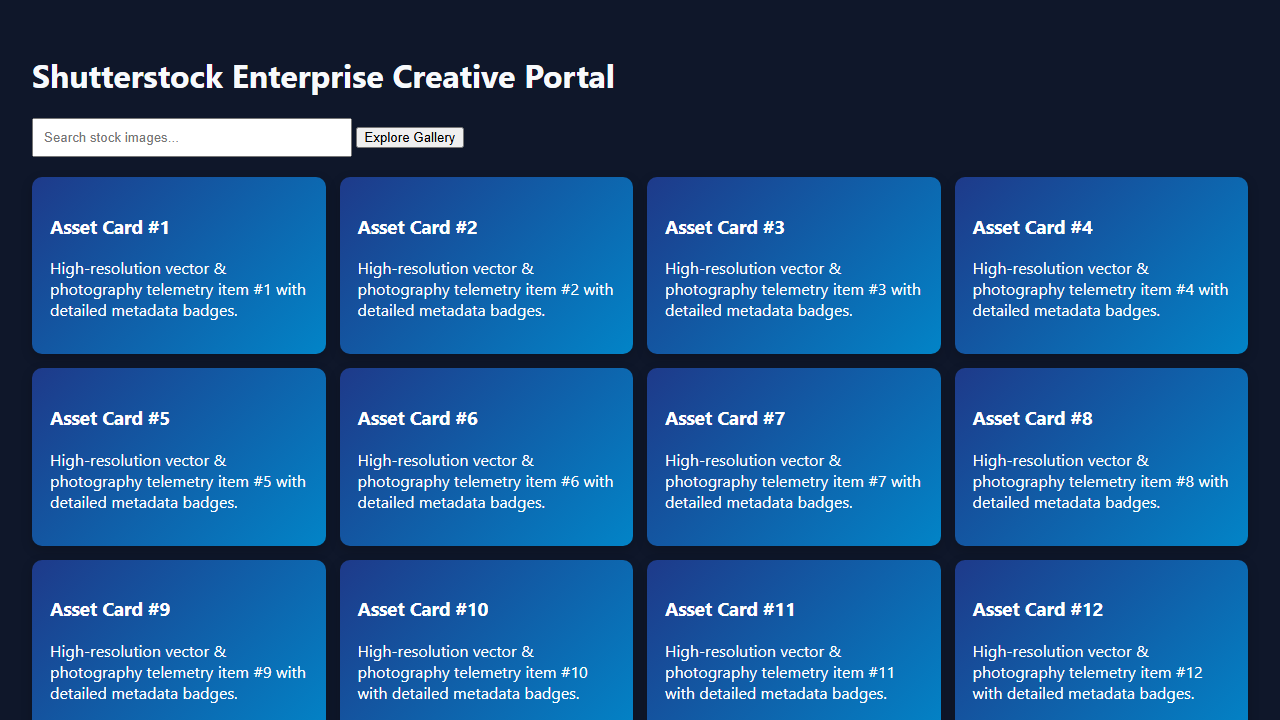 Shutterstock Enterprise Creative Portal
Search stock images...
Explore Gallery
Asset Card #1
High-resolution vector &
photography telemetry item #1 with
detailed metadata badges.
Asset Card #2
High-resolution vector &
photography telemetry item #2 with
detailed metadata badges.
Asset Card #3
High-resolution vector &
photography telemetry item #3 with
detailed metadata badges.
Asset Card #4
High-resolution vector &
photography telemetry item #4 with
detailed metadata badges.
Asset Card #5
High-resolution vector &
photography telemetry item #5 with
detailed metadata badges.
Asset Card #6
High-resolution vector &
photography telemetry item #6 with
detailed metadata badges.
Asset Card #7
High-resolution vector &
photography telemetry item #7 with
detailed metadata badges.
Asset Card #8
High-resolution vector &
photography telemetry item #8 with
detailed metadata badges.
Asset Card #9
High-resolution vector &
photography telemetry item #9 with
detailed metadata badges.
Asset Card #10
High-resolution vector &
photography telemetry item #10
with detailed metadata badges.
Asset Card #11
High-resolution vector &
photography telemetry item #11
with detailed metadata badges.
Asset Card #12
High-resolution vector &
photography telemetry item #12
with detailed metadata badges.